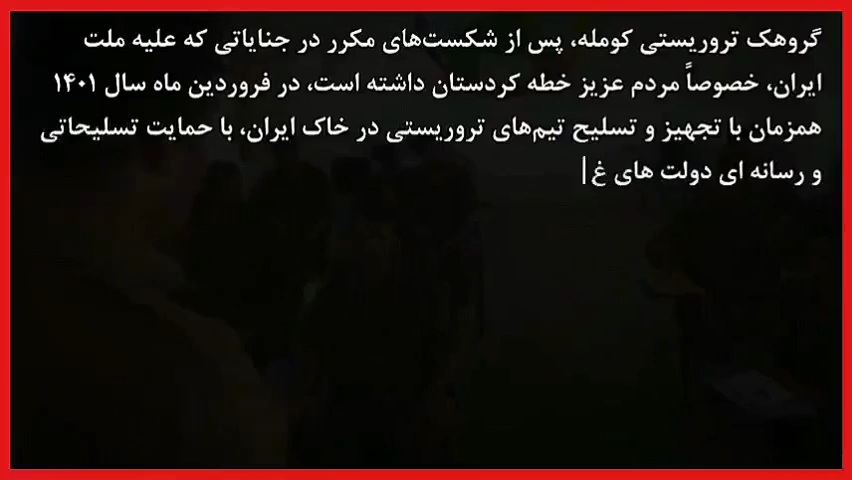 گروهک تروریستی کومله، پس از شکست‌های مکرر در جنایاتی که علیه ملت
ایران، خصوصاً مردم عزیز خطه کردستان داشته است، در فروردین ماه سال ۱۴۰۱
همزمان با تجهیز و تسلیح تیم‌های تروریستی در خاک ایران، با حمایت تسلیحاتی
و رسانه ای دولت های غ|